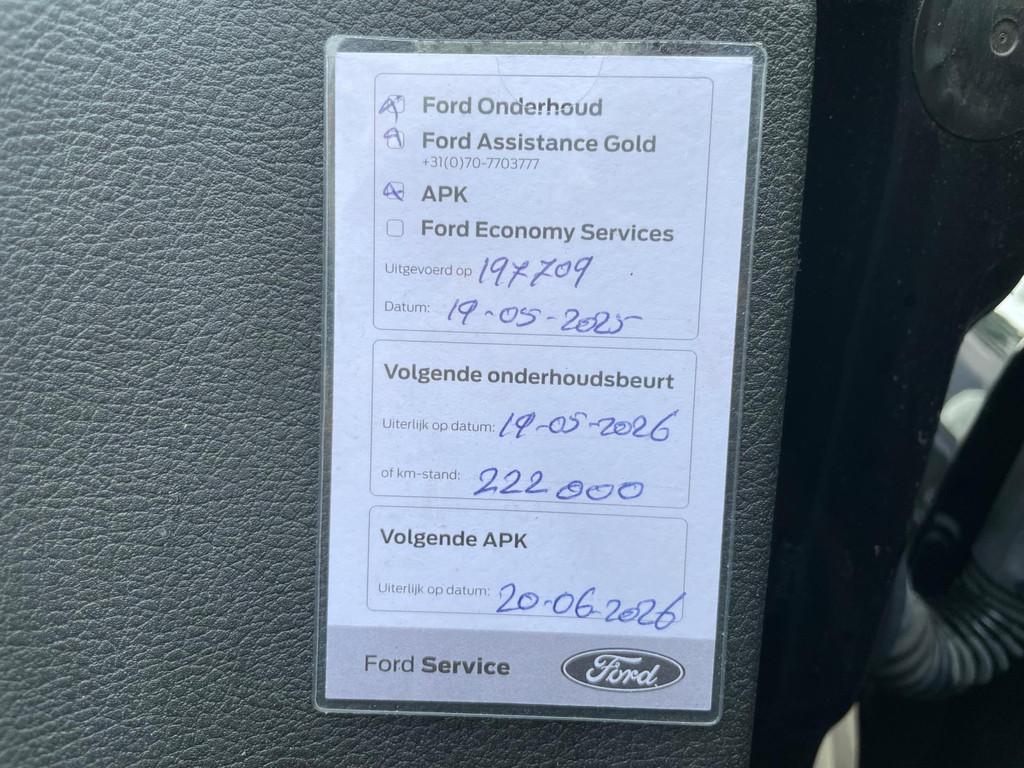 Ford Onderhoud
Ford Assistance Gold
+31(0)70-7703777
APK
Ford Economy Services
Uitgevoerd op 197709
Datum: 19-05-2025
Volgende onderhoudsbeurt
Uiterlijk op datum: 19-05-2026
of km-stand: 222000
Volgende APK
Uiterlijk op datum: 20-06-2026
Ford Service Ford